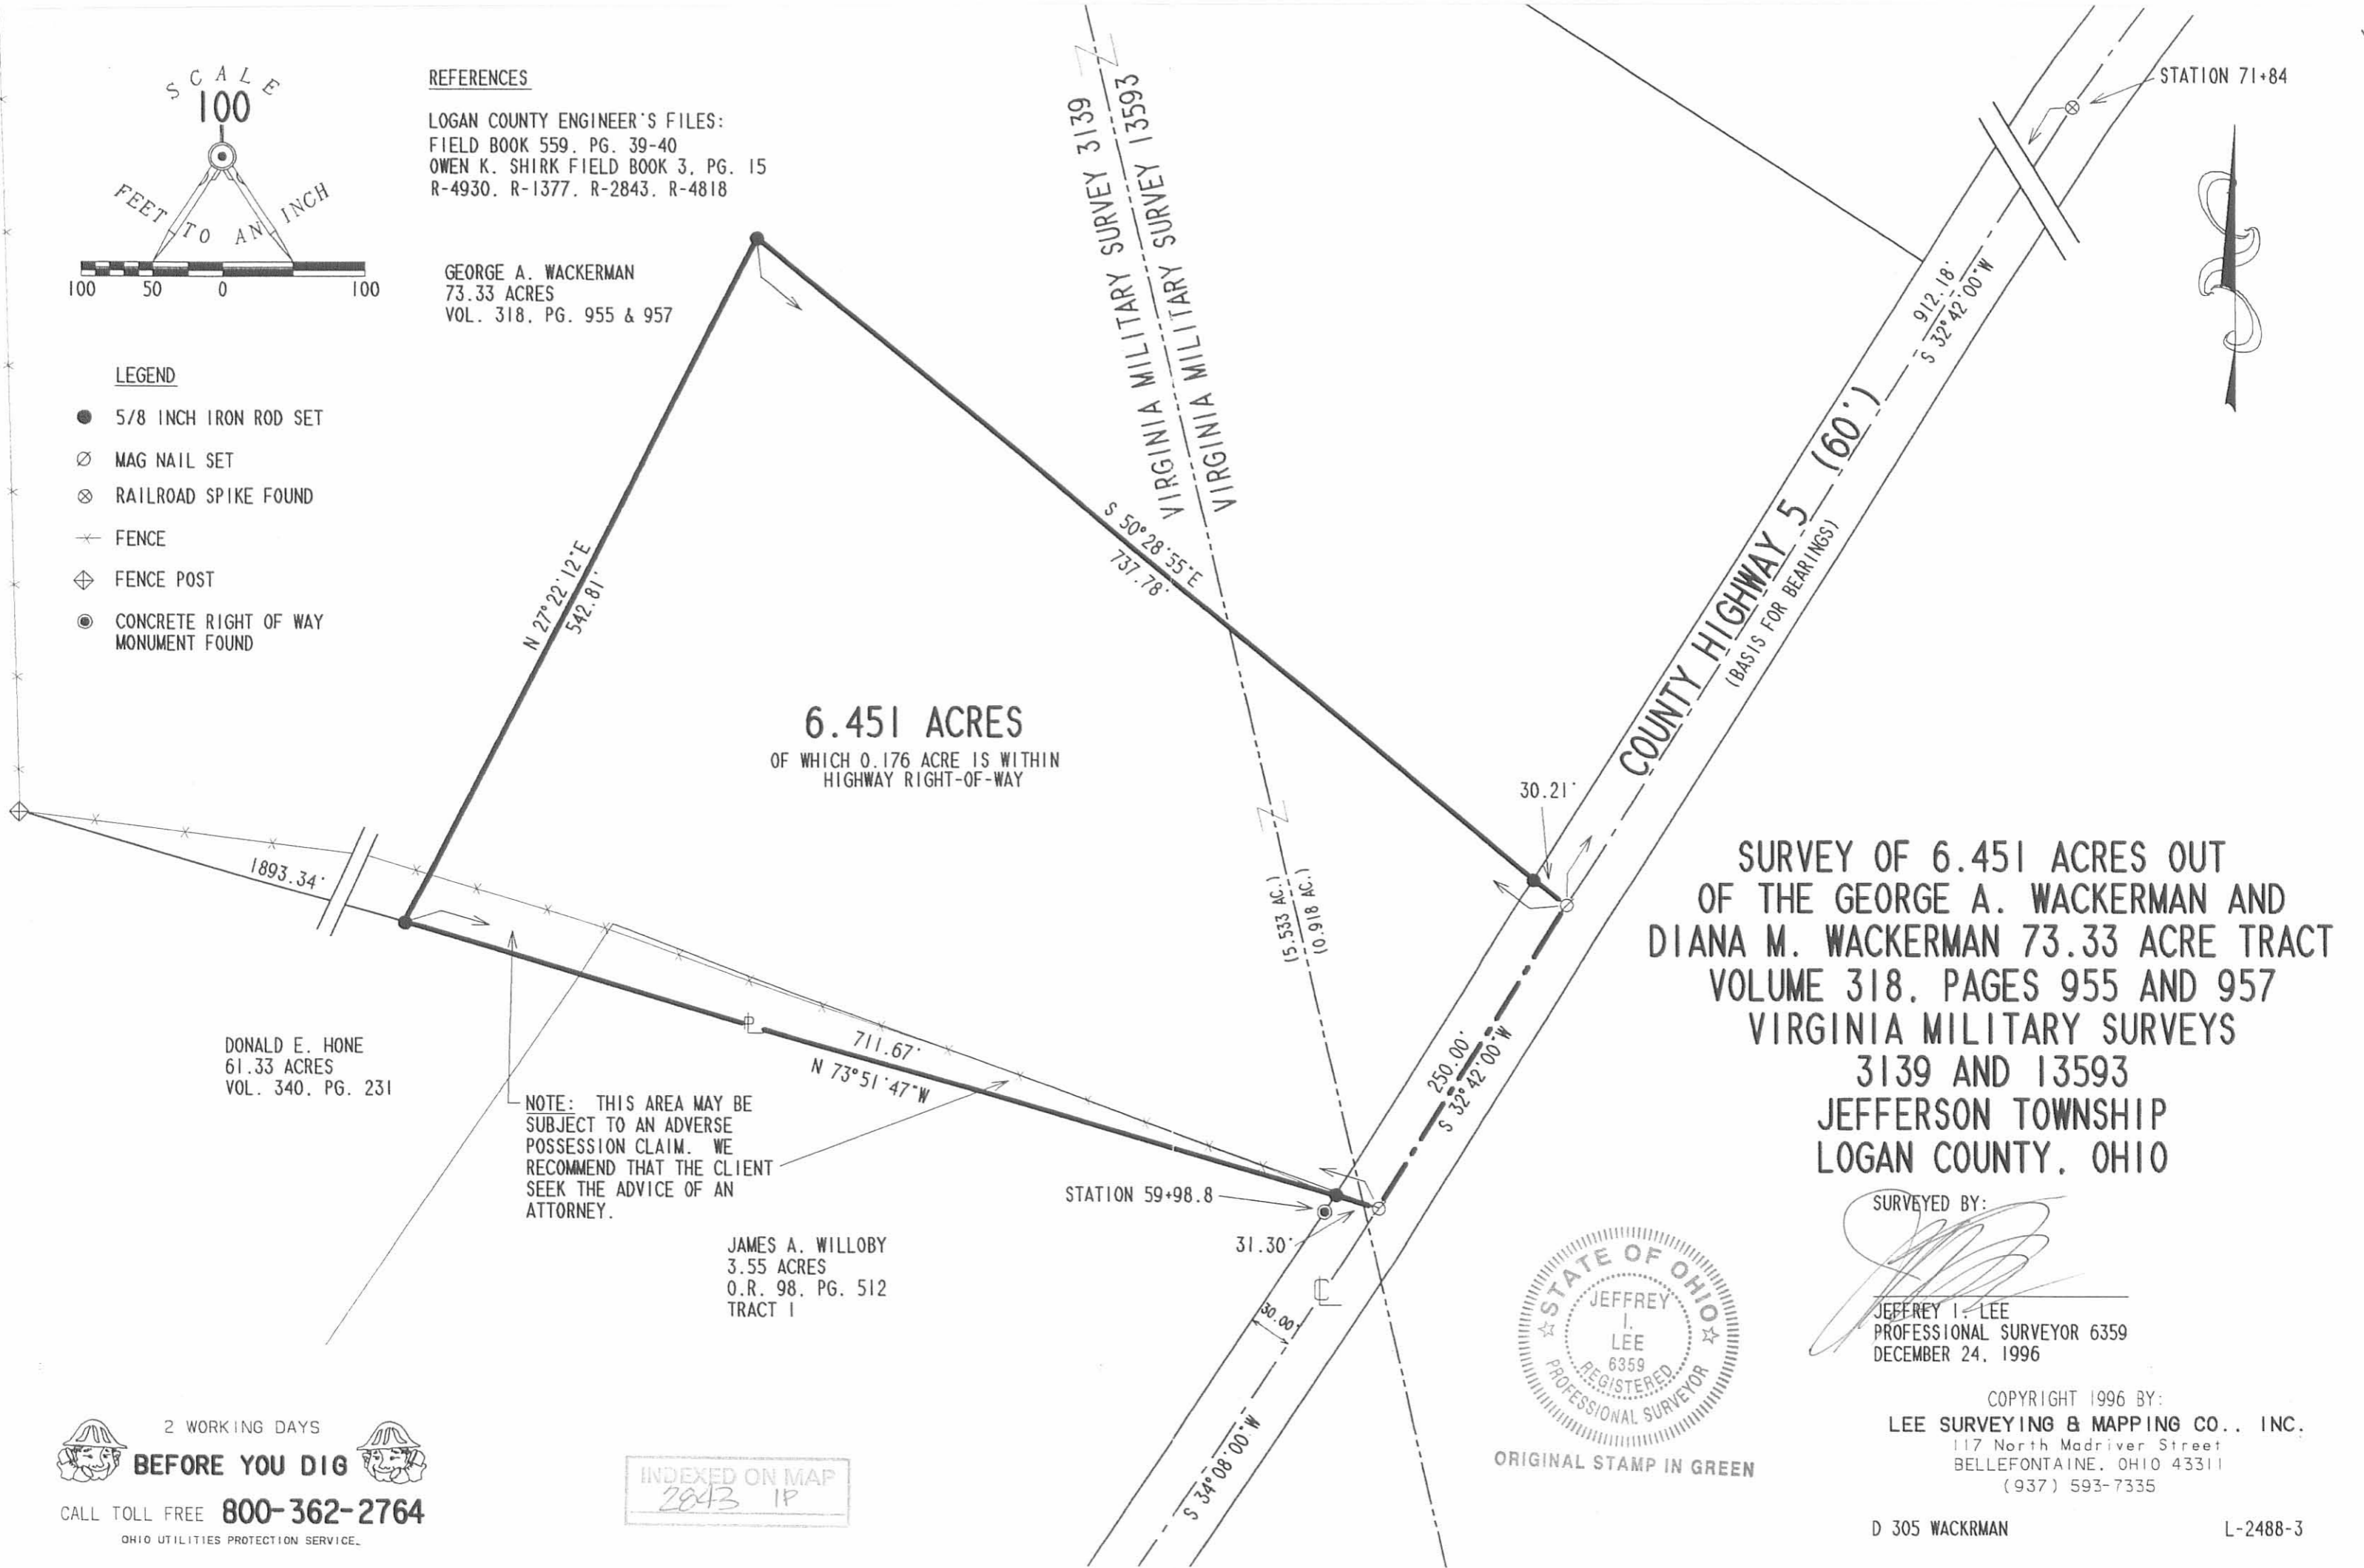 SCALE
100
FEET TO AN INCH
100 50 0 100
REFERENCES
LOGAN COUNTY ENGINEER'S FILES:
FIELD BOOK 559. PG. 39-40
OWEN K. SHIRK FIELD BOOK 3. PG. 15
R-4930. R-1377. R-2843. R-4818
GEORGE A. WACKERMAN
73.33 ACRES
VOL. 318. PG. 955 & 957
LEGEND
5/8 INCH IRON ROD SET
MAG NAIL SET
RAILROAD SPIKE FOUND
FENCE
FENCE POST
CONCRETE RIGHT OF WAY
MONUMENT FOUND
VIRGINIA MILITARY SURVEY 3139
VIRGINIA MILITARY SURVEY 13593
STATION 71+84
912.18'
S 32°42'00"W
COUNTY HIGHWAY 5 (60')
(BASIS FOR BEARINGS)
N 27°22'12"E
542.81'
S 50°28'55"E
737.78'
6.451 ACRES
OF WHICH 0.176 ACRE IS WITHIN
HIGHWAY RIGHT-OF-WAY
30.21'
(5.533 AC.)
(0.918 AC.)
1893.34'
711.67'
N 73°51'47"W
250.00'
S 32°42'00"W
DONALD E. HONE
61.33 ACRES
VOL. 340. PG. 231
NOTE: THIS AREA MAY BE
SUBJECT TO AN ADVERSE
POSSESSION CLAIM. WE
RECOMMEND THAT THE CLIENT
SEEK THE ADVICE OF AN
ATTORNEY.
STATION 59+98.8
31.30'
JAMES A. WILLOBY
3.55 ACRES
O.R. 98. PG. 512
TRACT 1
30.00'
S 34°08'00"W
SURVEY OF 6.451 ACRES OUT
OF THE GEORGE A. WACKERMAN AND
DIANA M. WACKERMAN 73.33 ACRE TRACT
VOLUME 318. PAGES 955 AND 957
VIRGINIA MILITARY SURVEYS
3139 AND 13593
JEFFERSON TOWNSHIP
LOGAN COUNTY. OHIO
SURVEYED BY:
JEFFREY I. LEE
PROFESSIONAL SURVEYOR 6359
DECEMBER 24. 1996
STATE OF OHIO
JEFFREY
I.
LEE
6359
REGISTERED
PROFESSIONAL SURVEYOR
ORIGINAL STAMP IN GREEN
COPYRIGHT 1996 BY:
LEE SURVEYING & MAPPING CO.. INC.
117 North Madriver Street
BELLEFONTAINE. OHIO 43311
(937) 593-7335
D 305 WACKRMAN
L-2488-3
2 WORKING DAYS
BEFORE YOU DIG
CALL TOLL FREE 800-362-2764
OHIO UTILITIES PROTECTION SERVICE.
INDEXED ON MAP
2843 IP